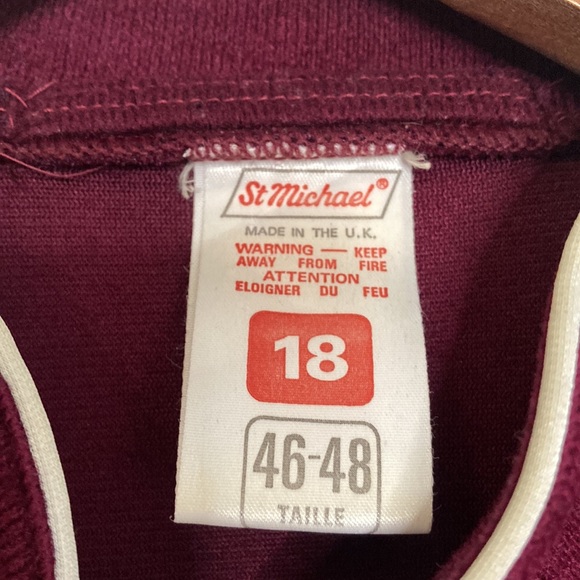 St Michael®
MADE IN THE U.K.
WARNING — KEEP
AWAY FROM FIRE
ATTENTION
ELOIGNER DU FEU
18
46-48
TAILLE